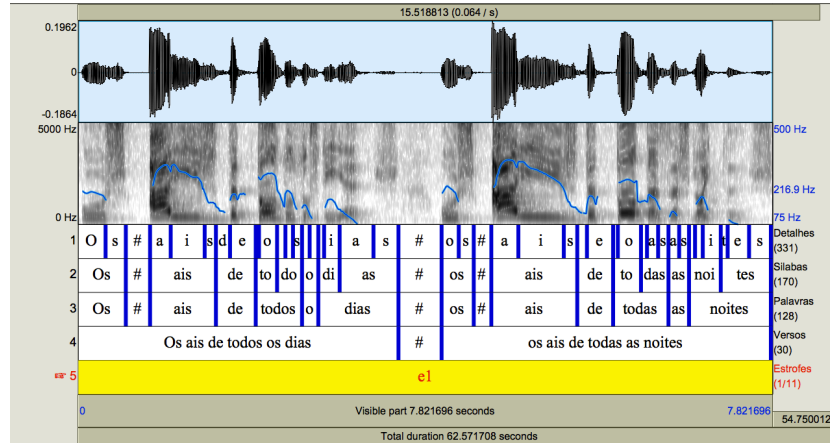 15.518813 (0.064 / s)
0.1962
0
-0.1864
5000 Hz
500 Hz
216.9 Hz
0 Hz
75 Hz
1 O s # a i s d e o s i a s # o s # a i s e o a s a s i t e s Detalhes (331)
2 Os # ais de to do o di as # os # ais de to das as noi tes Sílabas (170)
3 Os # ais de todos o dias # os # ais de todas as noites Palavras (128)
4 Os ais de todos os dias # os ais de todas as noites Versos (30)
5 e1 Estrofes (1/11)
0 Visible part 7.821696 seconds 7.821696
54.750012
Total duration 62.571708 seconds